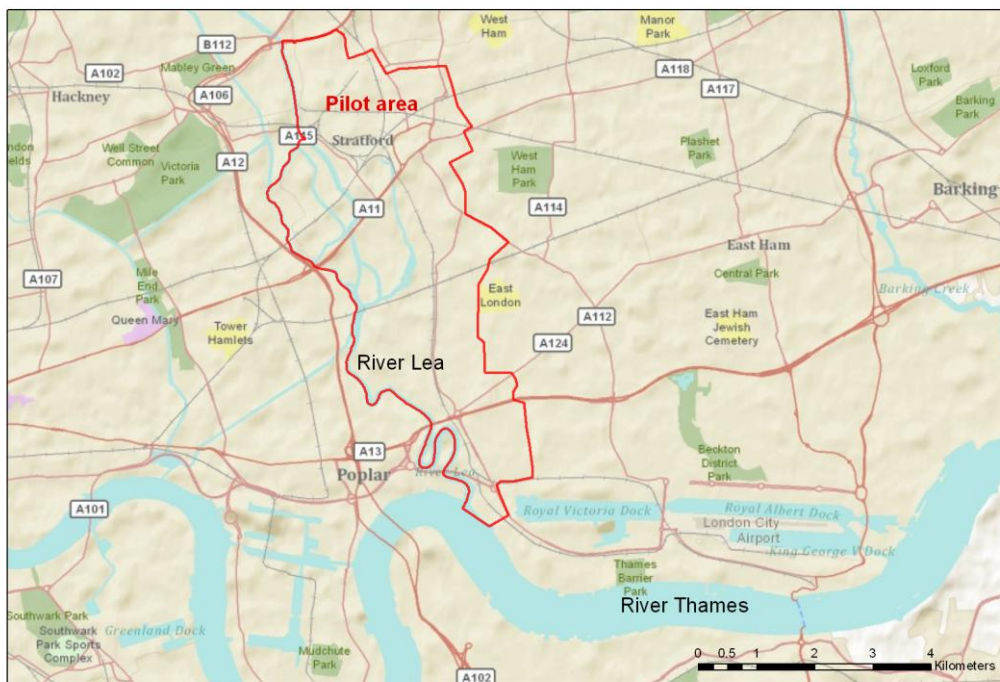 West
Ham
Manor
Park
B112
A102
Mabley Green
A118
Loxford
Park
Hackney
A106
Pilot area
A117
Barking
Park
A115
Stratford
Well Street
Common
Plashet
Park
Victoria
Park
A12
West
Ham
Park
Barking
A11
A114
East Ham
A107
Mile
End
Park
Central Park
East
London
Barking Creek
Queen Mary
Tower
Hamlets
A112
East Ham
Jewish
Cemetery
A124
River Lea
A13
Poplar
River Lea
Beckton
District
Park
A101
Royal Victoria Dock
Royal Albert Dock
London City
Airport
King George V Dock
Thames
Barrier
Park
River Thames
Southwark Park
Southwark
Park Sports
Complex
Greenland Dock
Mudchute
Park
A102
0 0,5 1 2 3 4
Kilometers